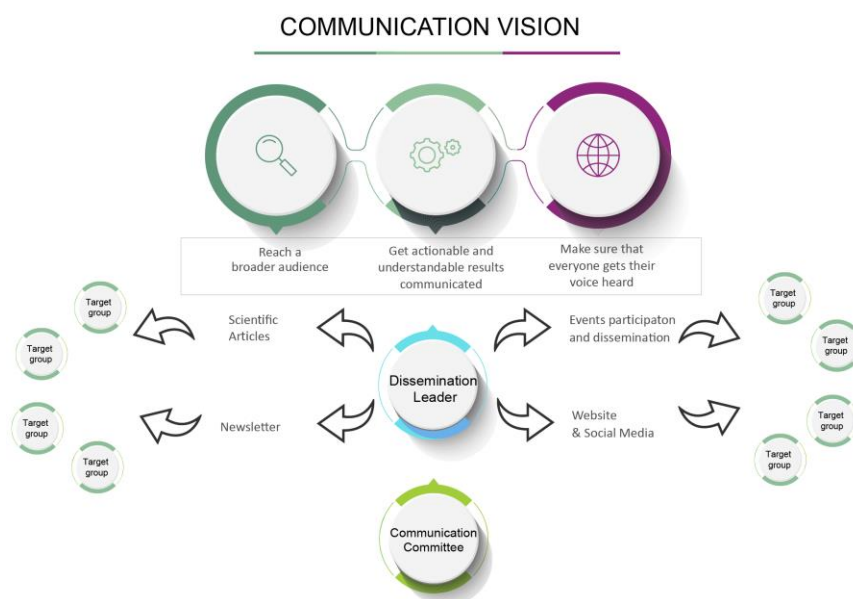 COMMUNICATION VISION
Reach a
broader audience
Get actionable and
understandable results
communicated
Make sure that
everyone gets their
voice heard
Target
group
Target
group
Target
group
Target
group
Scientific
Articles
Newsletter
Dissemination
Leader
Events participaton
and dissemination
Website
& Social Media
Target
group
Target
group
Target
group
Target
group
Communication
Committee